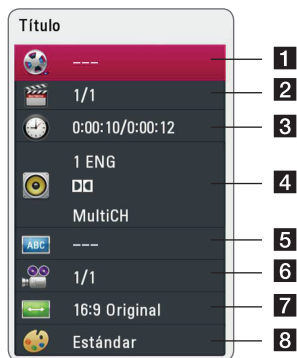 Título
--- 1
1/1 2
0:00:10/0:00:12 3
1 ENG
DD 4
MultiCH
ABC --- 5
1/1 6
16:9 Original 7
Estándar 8